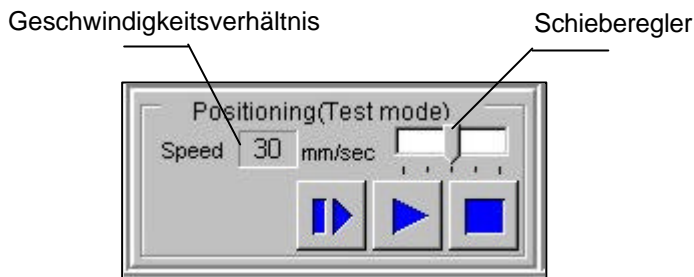 Geschwindigkeitsverhältnis Schieberegler
Positioning(Test mode)
Speed 30 mm/sec